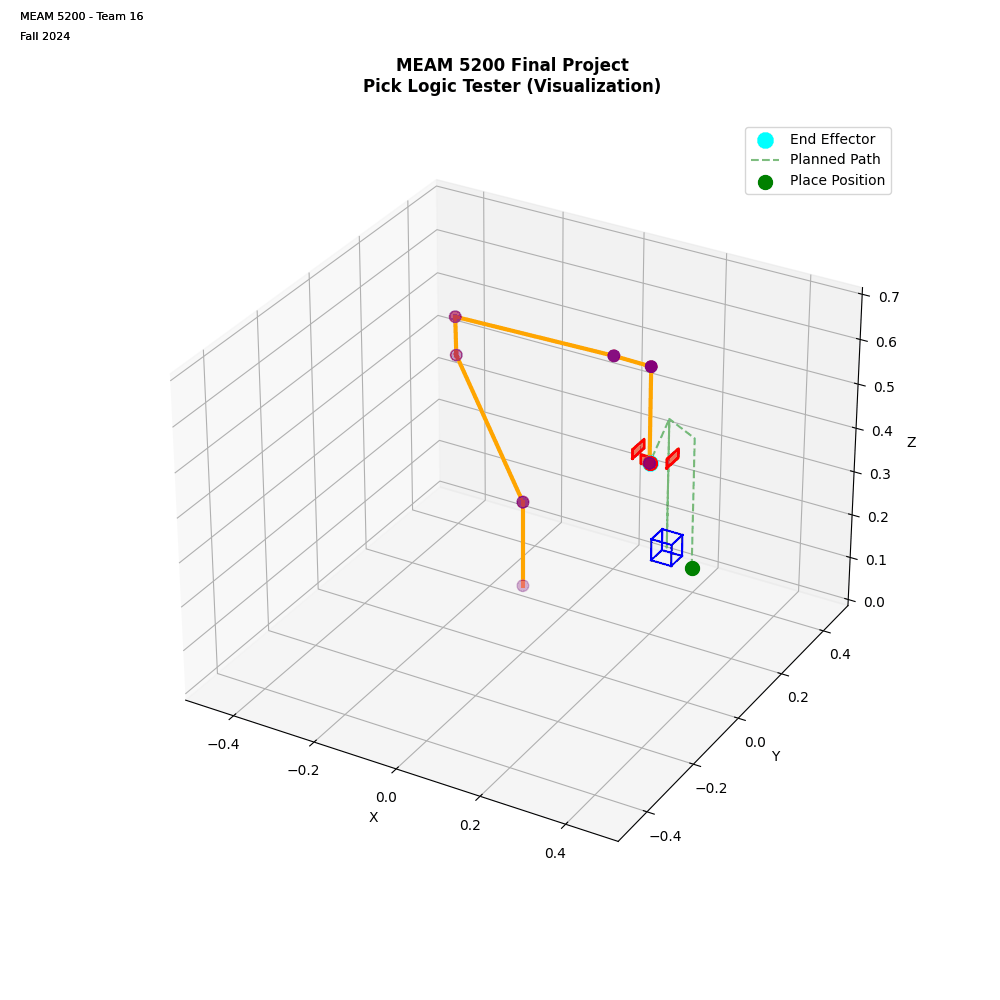 MEAM 5200 - Team 16
Fall 2024
MEAM 5200 Final Project
Pick Logic Tester (Visualization)
End Effector
Planned Path
Place Position
0.7
0.6
0.5
0.4
Z
0.3
0.2
0.1
0.0
0.4
0.2
0.0
Y
−0.2
−0.4
−0.4
−0.2
0.0
X
0.2
0.4